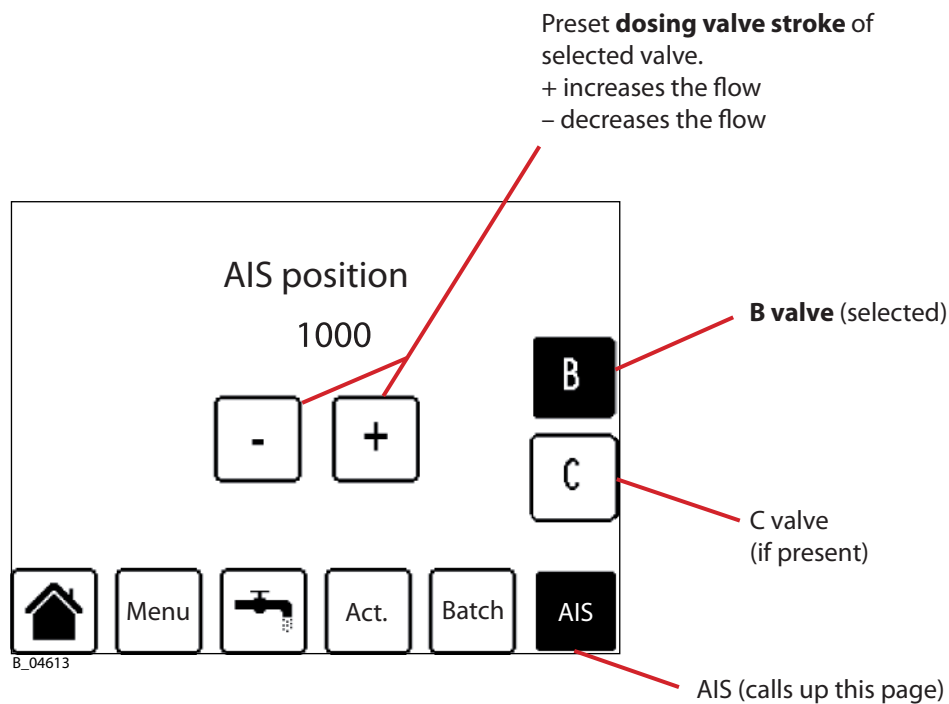 Preset dosing valve stroke of
selected valve.
+ increases the flow
– decreases the flow
AIS position
1000
B valve (selected)
B
- +
C
C valve
(if present)
Menu Act. Batch AIS
B_04613
AIS (calls up this page)